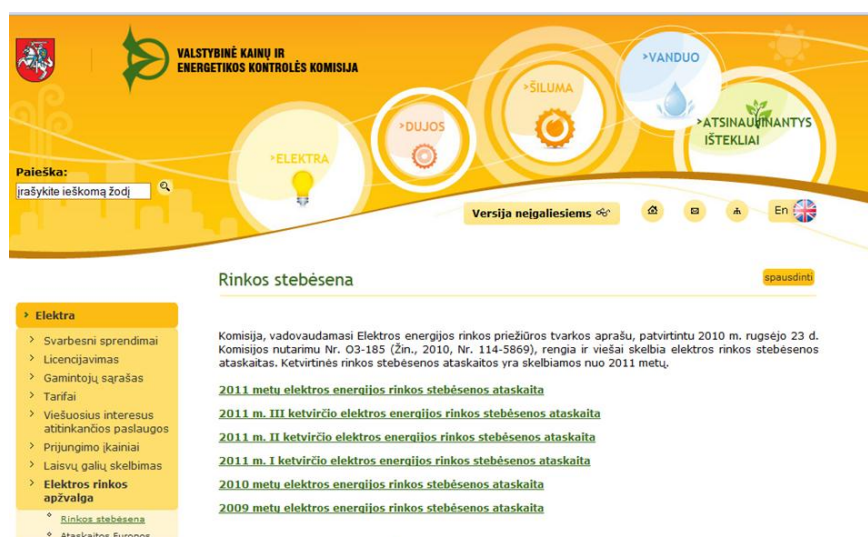 VALSTYBINĖ KAINŲ IR
ENERGETIKOS KONTROLĖS KOMISIJA
>ELEKTRA
>DUJOS
>ŠILUMA
>VANDUO
>ATSINAUJINANTYS
IŠTEKLIAI
Paieška:
įrašykite ieškomą žodį
Versija neįgaliesiems
En
Rinkos stebėsena
spausdinti
> Elektra
> Svarbesni sprendimai
> Licencijavimas
> Gamintojų sąrašas
> Tarifai
> Viešuosius interesus
atitinkančios paslaugos
> Prijungimo įkainiai
> Laisvų galių skelbimas
> Elektros rinkos
apžvalga
Rinkos stebėsena
Ataskaitos Europos
Komisija, vadovaudamasi Elektros energijos rinkos priežiūros tvarkos aprašu, patvirtintu 2010 m. rugsėjo 23 d.
Komisijos nutarimu Nr. O3-185 (Žin., 2010, Nr. 114-5869), rengia ir viešai skelbia elektros rinkos stebėsenos
ataskaitas. Ketvirtinės rinkos stebėsenos ataskaitos yra skelbiamos nuo 2011 metų.
2011 metų elektros energijos rinkos stebėsenos ataskaita
2011 m. III ketvirčio elektros energijos rinkos stebėsenos ataskaita
2011 m. II ketvirčio elektros energijos rinkos stebėsenos ataskaita
2011 m. I ketvirčio elektros energijos rinkos stebėsenos ataskaita
2010 metų elektros energijos rinkos stebėsenos ataskaita
2009 metų elektros energijos rinkos stebėsenos ataskaita